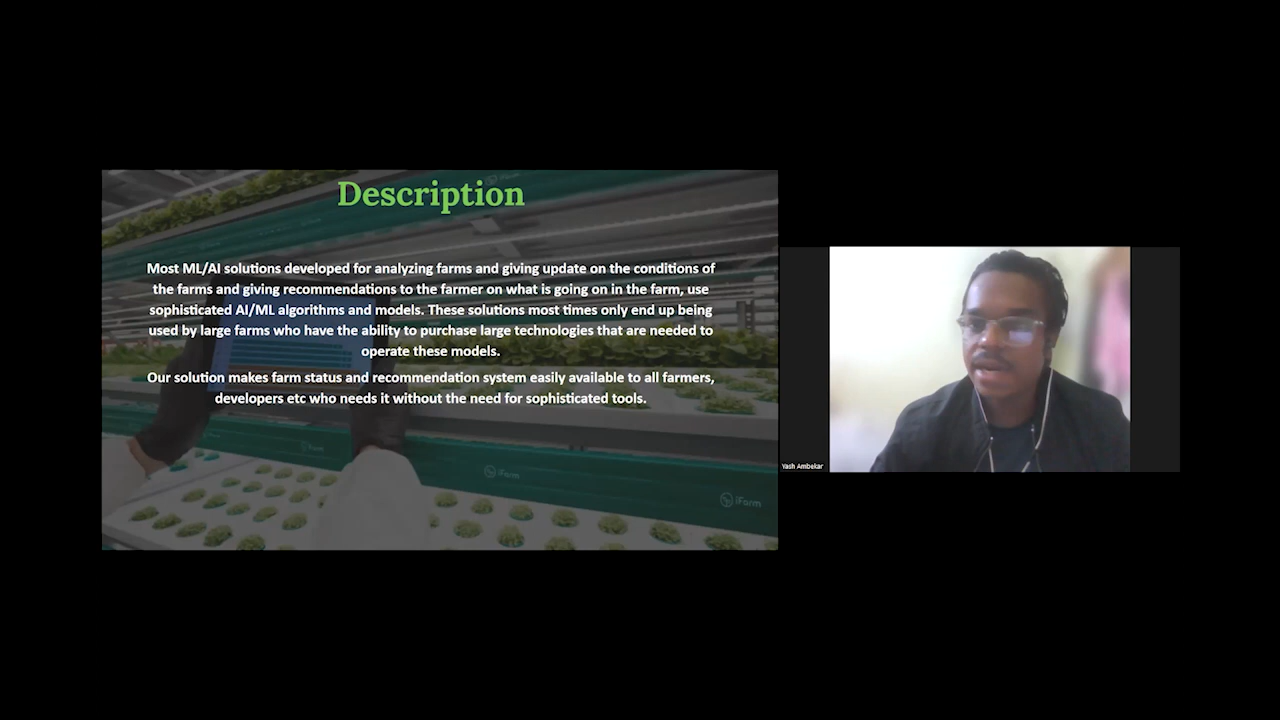 Description
Most ML/AI solutions developed for analyzing farms and giving update on the conditions of
the farms and giving recommendations to the farmer on what is going on in the farm, use
sophisticated AI/ML algorithms and models. These solutions most times only end up being
used by large farms who have the ability to purchase large technologies that are needed to
operate these models.
Our solution makes farm status and recommendation system easily available to all farmers,
developers etc who needs it without the need for sophisticated tools.
iFarm
iFarm
iFarm
Yash Ambekar